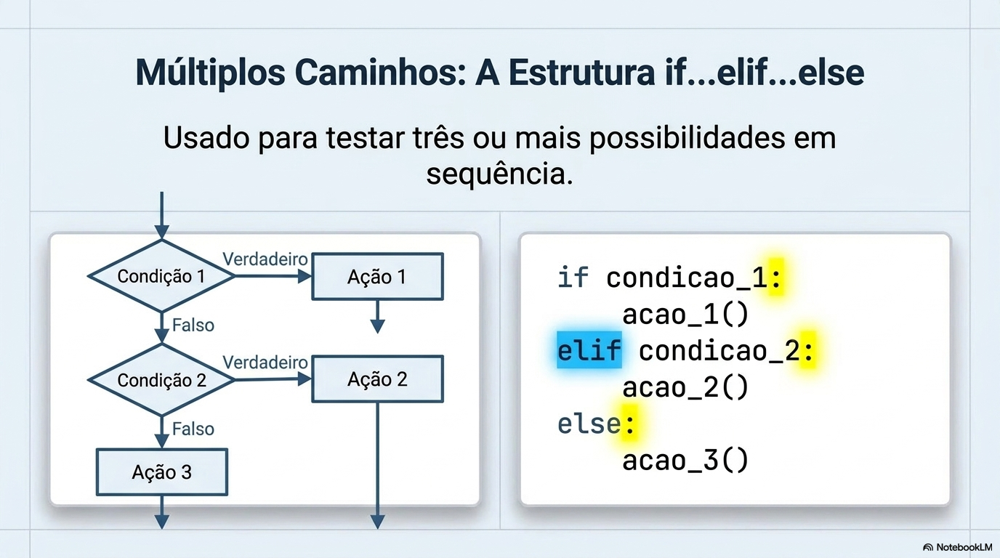 Múltiplos Caminhos: A Estrutura if...elif...else
Usado para testar três ou mais possibilidades em
sequência.
Condição 1
Verdadeiro
Ação 1
Falso
Condição 2
Verdadeiro
Ação 2
Falso
Ação 3
if condicao_1:
    acao_1()
elif condicao_2:
    acao_2()
else:
    acao_3()
NotebookLM